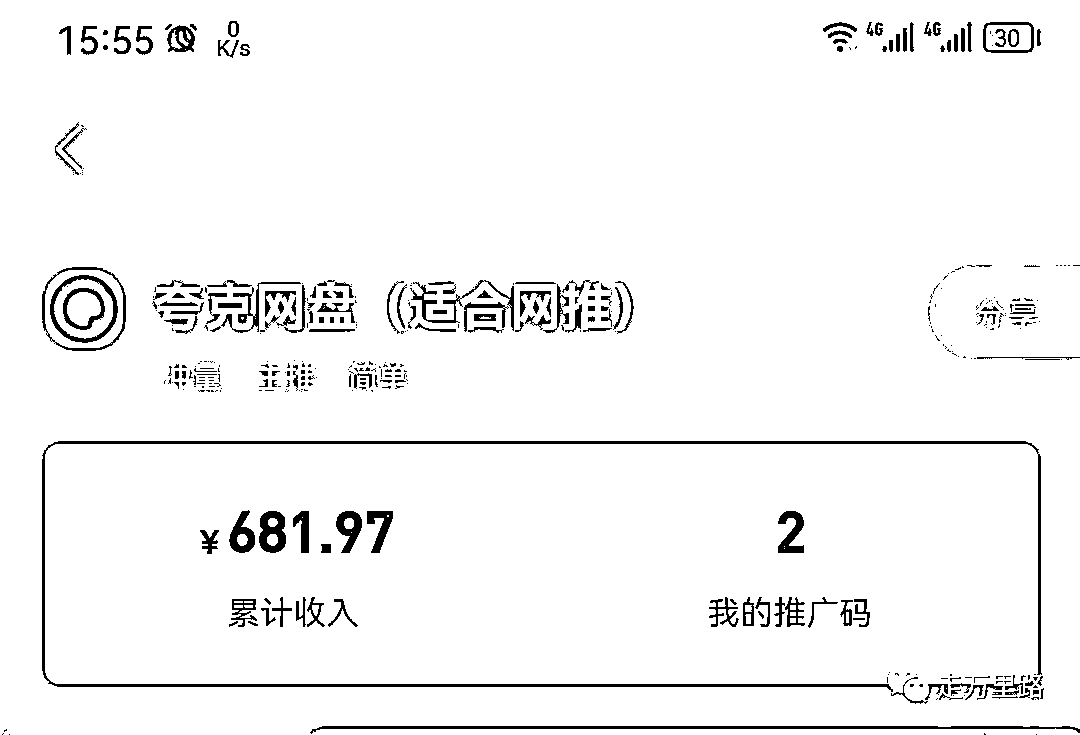 15:55 0 K/s 4G 4G 30
夸克网盘（适合网推）
分享
冲量 主推 简单
¥681.97 2
累计收入 我的推广码
走万里路